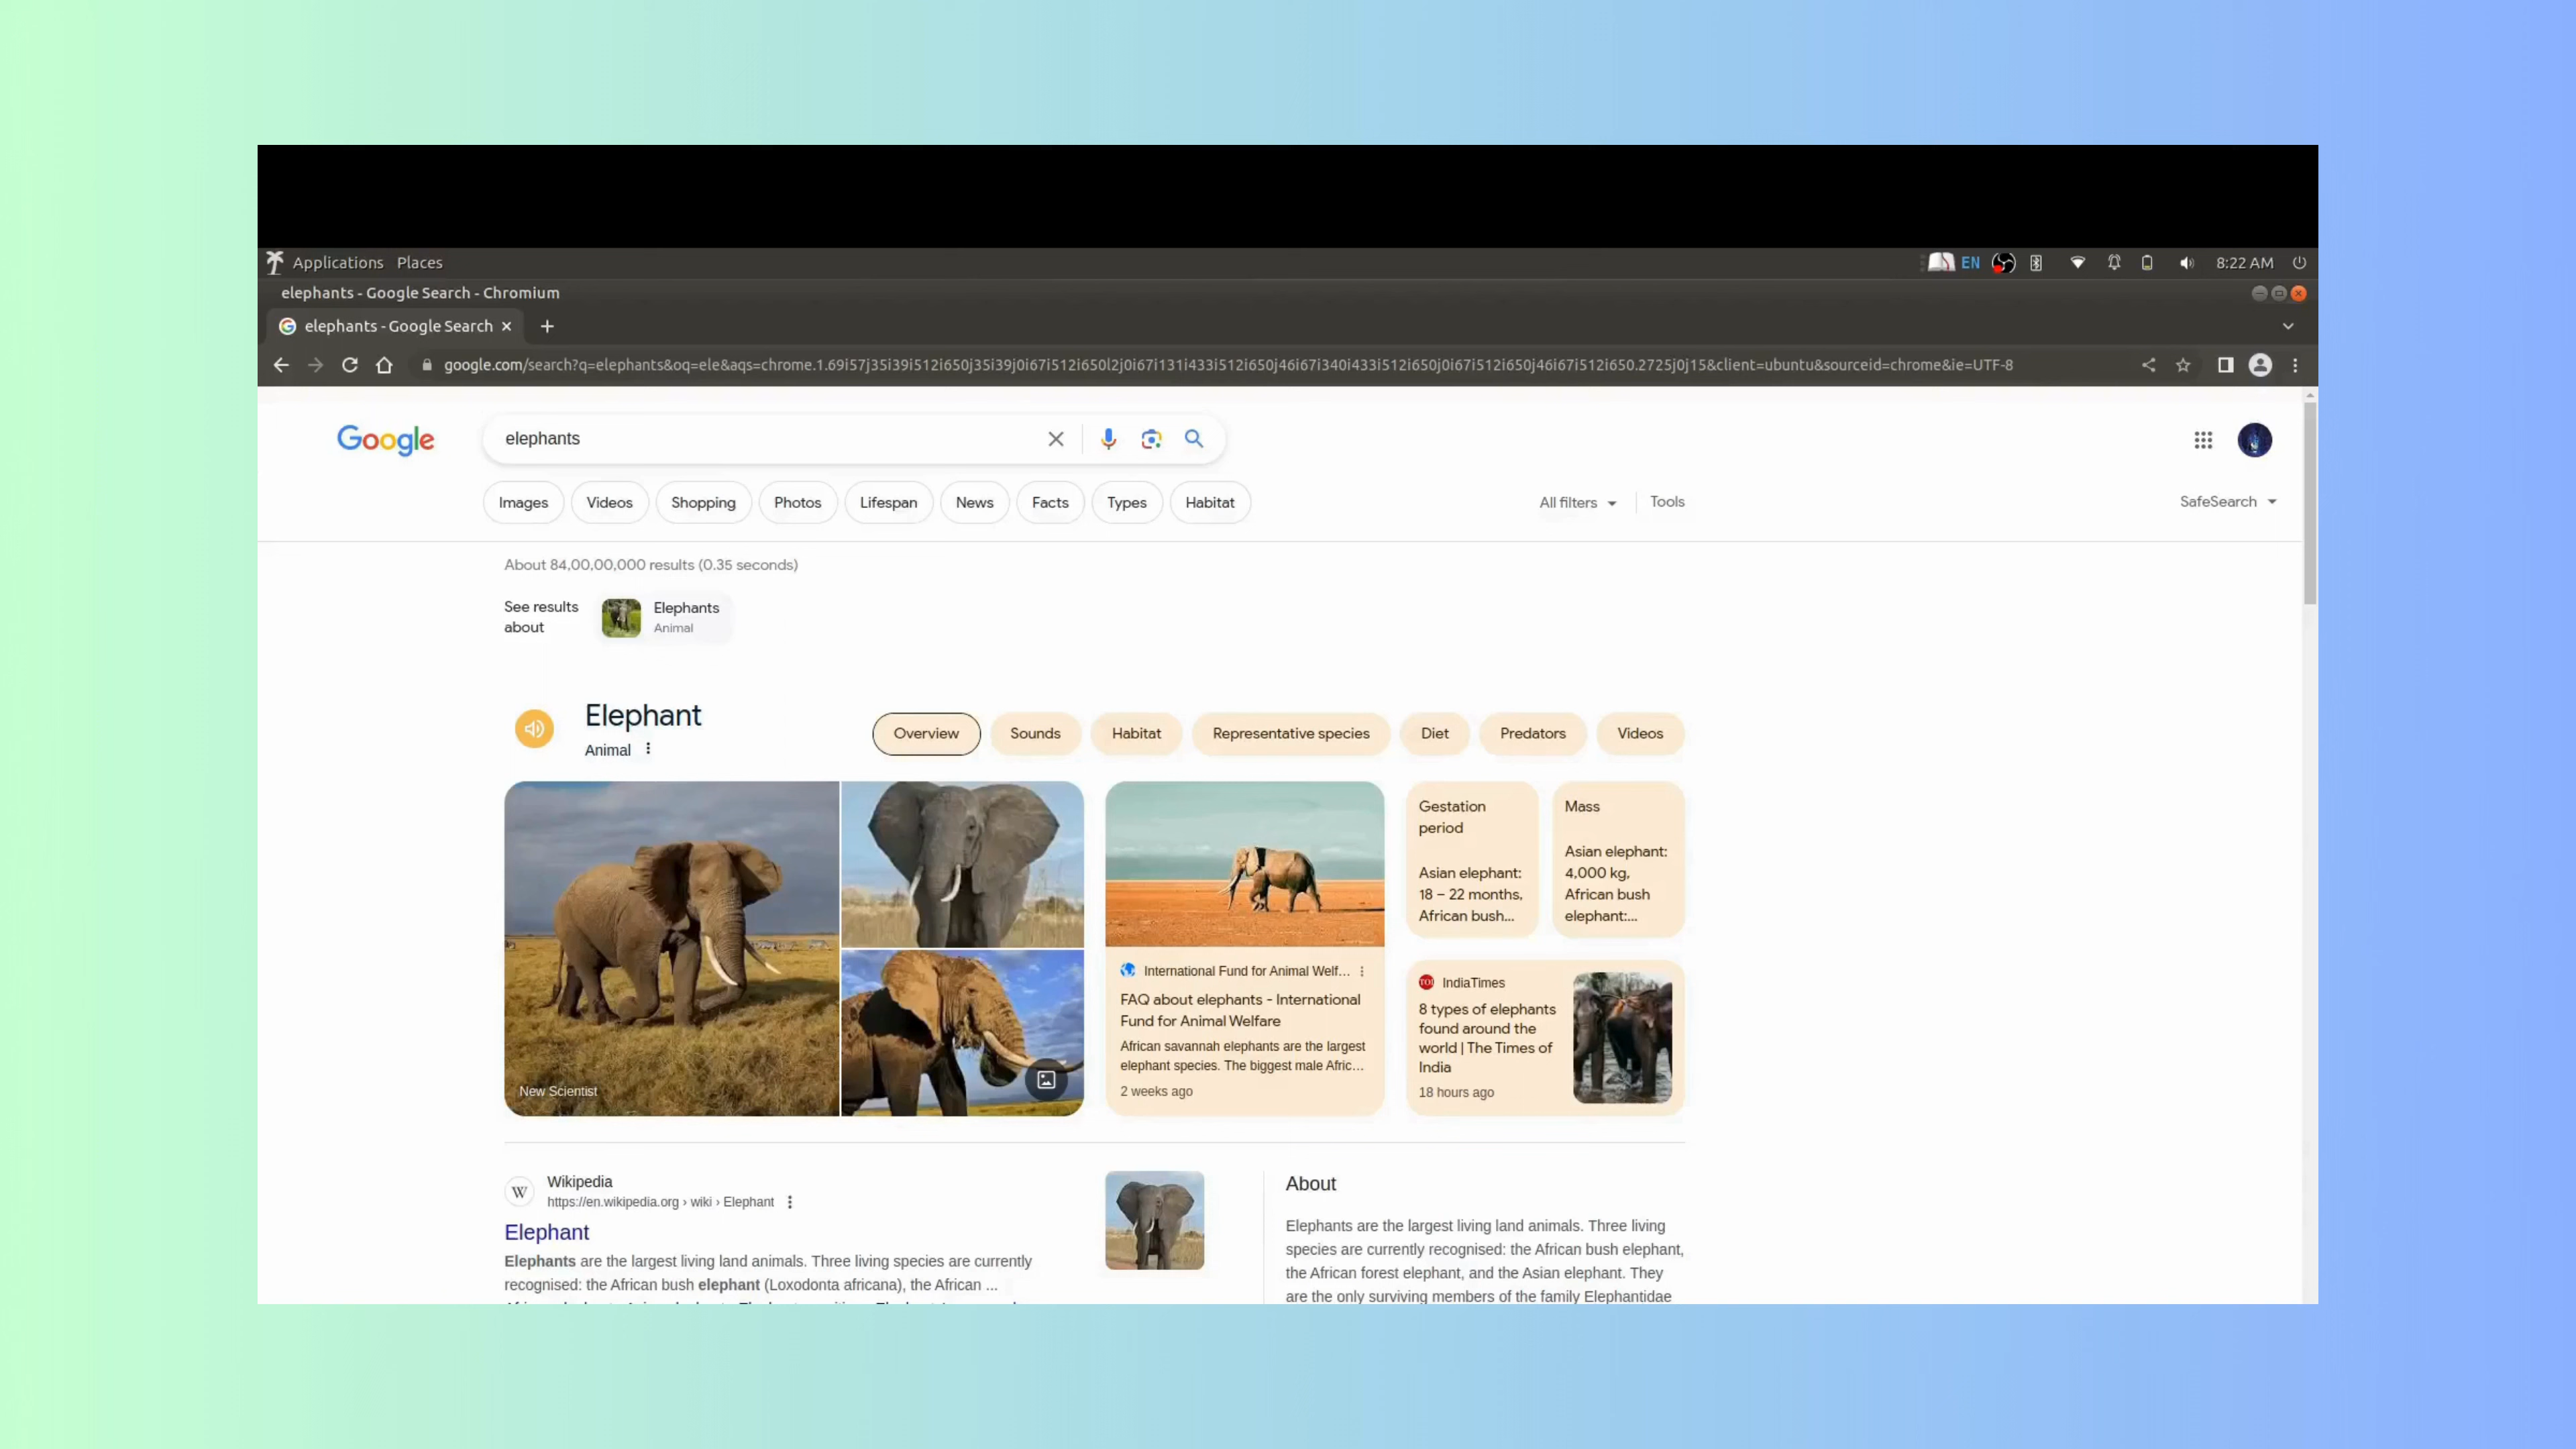 Applications Places EN 8:22 AM
elephants - Google Search - Chromium
elephants - Google Search
google.com/search?q=elephants&oq=ele&aqs=chrome.1.69i57j35i39i512i650j35i39j0i67i512i650l2j0i67i131i433i512i650j46i67i340i433i512i650j0i67i512i650j46i67i512i650.2725j0j15&client=ubuntu&sourceid=chrome&ie=UTF-8
Google elephants
Images Videos Shopping Photos Lifespan News Facts Types Habitat All filters Tools SafeSearch
About 84,00,00,000 results (0.35 seconds)
See results
about
Elephants
Animal
Elephant
Animal
Overview Sounds Habitat Representative species Diet Predators Videos
New Scientist
International Fund for Animal Welf...
FAQ about elephants - International
Fund for Animal Welfare
African savannah elephants are the largest
elephant species. The biggest male Afric...
2 weeks ago
Gestation
period
Asian elephant:
18 – 22 months,
African bush...
Mass
Asian elephant:
4,000 kg,
African bush
elephant:...
TOI IndiaTimes
8 types of elephants
found around the
world | The Times of
India
18 hours ago
W Wikipedia
https://en.wikipedia.org › wiki › Elephant
Elephant
Elephants are the largest living land animals. Three living species are currently
recognised: the African bush elephant (Loxodonta africana), the African ...
About
Elephants are the largest living land animals. Three living
species are currently recognised: the African bush elephant,
the African forest elephant, and the Asian elephant. They
are the only surviving members of the family Elephantidae